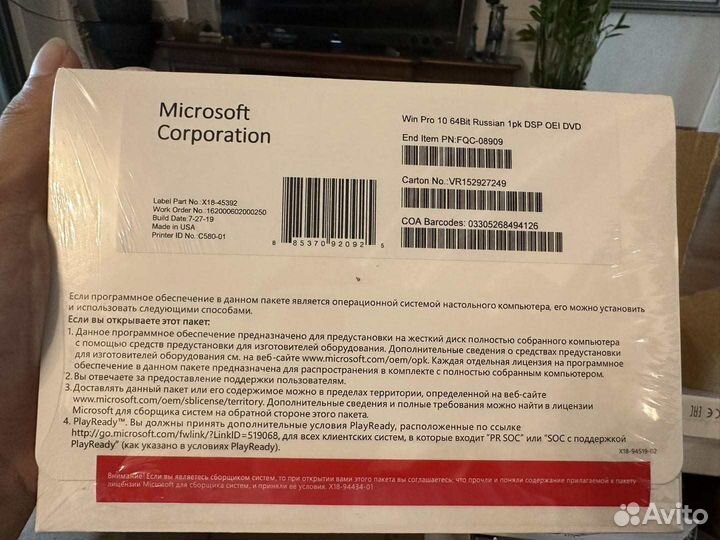 Microsoft
Corporation
Win Pro 10 64Bit Russian 1pk DSP OEI DVD
End Item PN:FQC-08909
Carton No.:VR152927249
COA Barcodes: 03305268494126
Label Part No.:X18-45392
Work Order No.:162000602000250
Build Date:7-27-19
Made in USA
Printer ID No.:C580-01
8 85370 92092 5
Если программное обеспечение в данном пакете является операционной системой настольного компьютера, его можно установить
и использовать следующими способами.
Если вы открываете этот пакет:
1. Данное программное обеспечение предназначено для предустановки на жесткий диск полностью собранного компьютера
с помощью средств предустановки для изготовителей оборудования. Дополнительные сведения о средствах предустановки
для изготовителей оборудования см. на веб-сайте www.microsoft.com/oem/opk. Каждая отдельная лицензия на программное
обеспечение в данном пакете предназначена для распространения в комплекте с полностью собранным компьютером.
2. Вы отвечаете за предоставление поддержки пользователям.
3. Доставлять данный пакет или его содержимое можно в пределах территории, определенной на веб-сайте
www.microsoft.com/oem/sblicense/territory. Дополнительные сведения и полные требования можно найти в лицензии
Microsoft для сборщика систем на обратной стороне этого пакета.
4. PlayReady™. Вы должны принять дополнительные условия PlayReady, расположенные по ссылке
http://go.microsoft.com/fwlink/?LinkID=519068, для всех клиентских систем, в которые входит "PR SOC" или "SOC с поддержкой
PlayReady" (как указано в условиях PlayReady).
X18-94519-02
Внимание! Если вы являетесь сборщиком систем, то при открытии вами этого пакета вы соглашаетесь, что прочли и поняли содержание прилагаемой к пакету
лицензии Microsoft для сборщика систем, и приняли ее условия. X18-94434-01
Avito